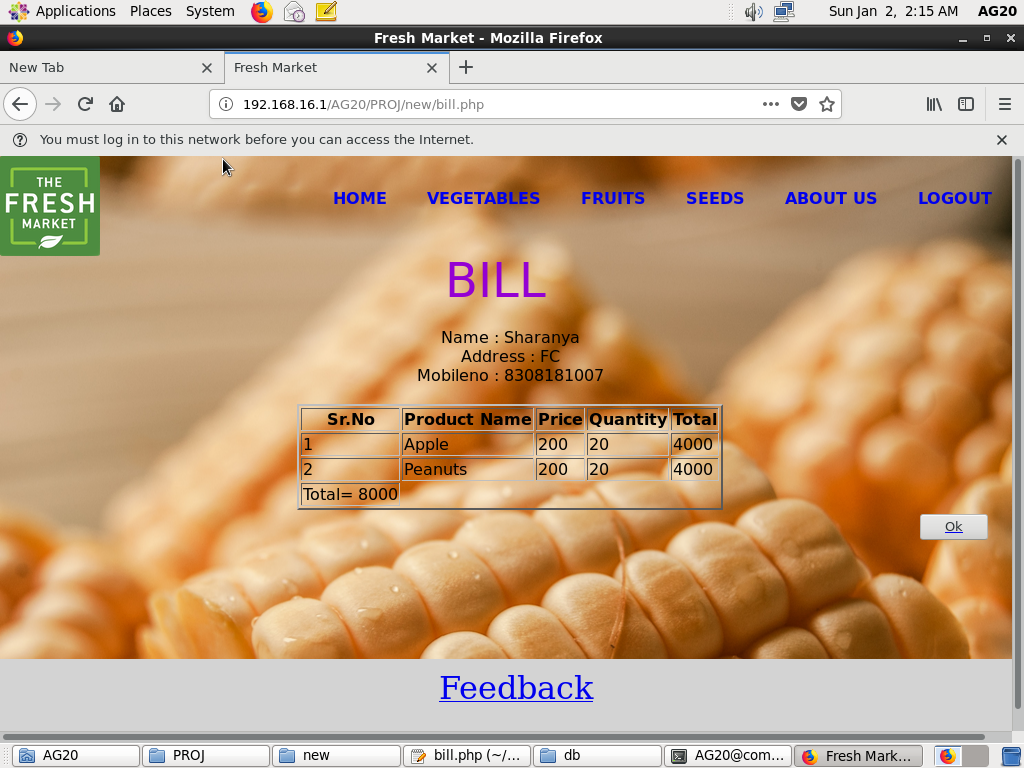 Applications Places System Sun Jan 2, 2:15 AM AG20
Fresh Market - Mozilla Firefox
New Tab Fresh Market
192.168.16.1/AG20/PROJ/new/bill.php
You must log in to this network before you can access the Internet.
THE
FRESH
MARKET
HOME VEGETABLES FRUITS SEEDS ABOUT US LOGOUT
BILL
Name : Sharanya
Address : FC
Mobileno : 8308181007
Sr.No Product Name Price Quantity Total
1 Apple 200 20 4000
2 Peanuts 200 20 4000
Total= 8000
Ok
Feedback
AG20 PROJ new bill.php (~/... db AG20@com... Fresh Mark...